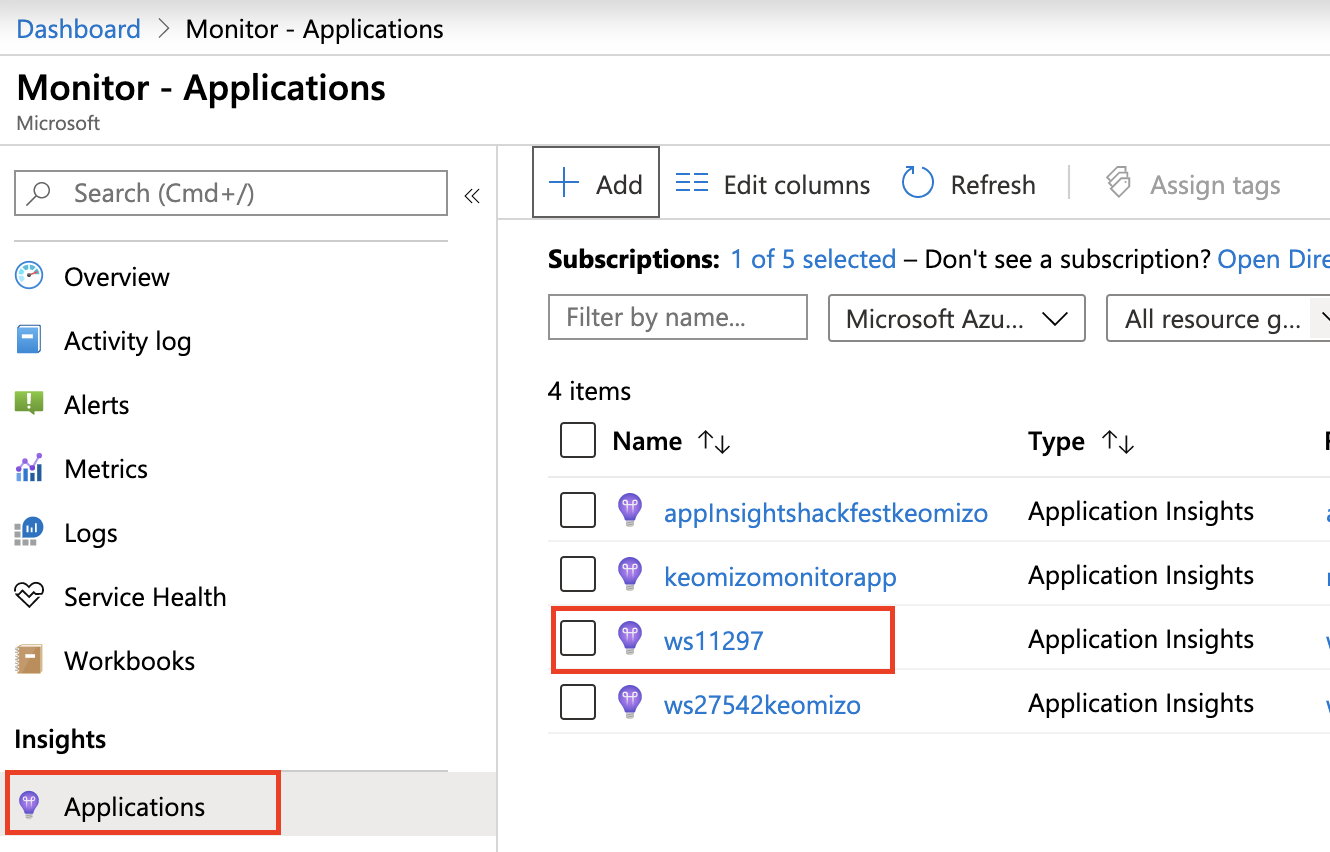 Dashboard > Monitor - Applications
Monitor - Applications
Microsoft
Search (Cmd+/)
«
Overview
Activity log
Alerts
Metrics
Logs
Service Health
Workbooks
Insights
Applications
Add Edit columns Refresh Assign tags
Subscriptions: 1 of 5 selected – Don't see a subscription? Open Dire
Filter by name... Microsoft Azu... All resource g...
4 items
Name ↑↓ Type ↑↓
appInsightshackfestkeomizo Application Insights
keomizomonitorapp Application Insights
ws11297 Application Insights
ws27542keomizo Application Insights